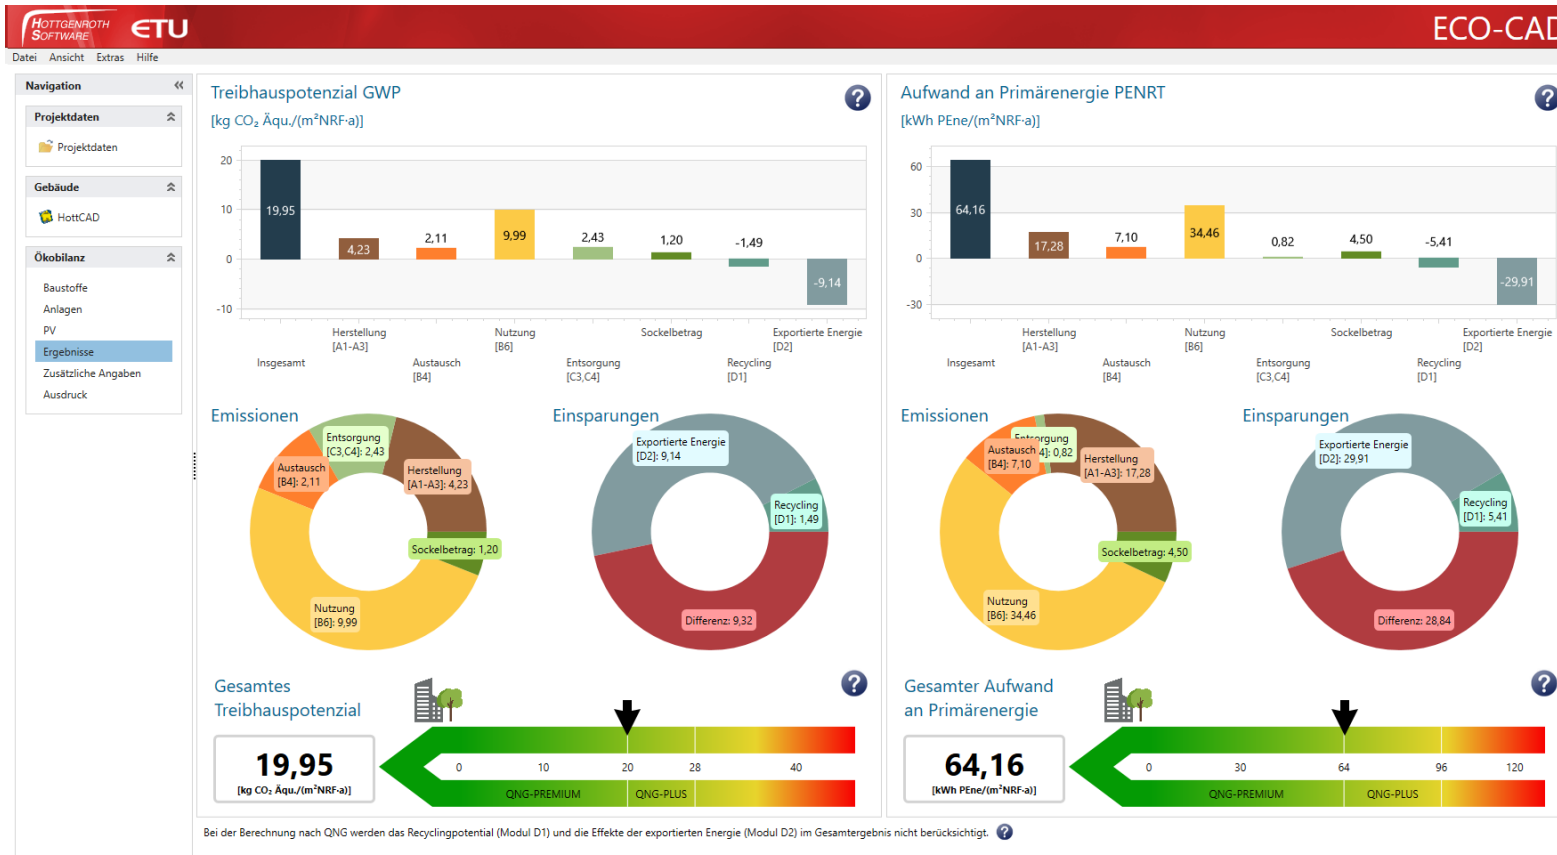 HOTTGENROTH
SOFTWARE
ETU
ECO-CAD
Datei Ansicht Extras Hilfe
Navigation
Projektdaten
Projektdaten
Gebäude
HottCAD
Ökobilanz
Baustoffe
Anlagen
PV
Ergebnisse
Zusätzliche Angaben
Ausdruck
Treibhauspotenzial GWP
[kg CO₂ Äqu./(m²NRF·a)]
20
10
0
-10
19,95
4,23
2,11
9,99
2,43
1,20
-1,49
-9,14
Insgesamt
Herstellung
[A1-A3]
Austausch
[B4]
Nutzung
[B6]
Entsorgung
[C3,C4]
Sockelbetrag
Recycling
[D1]
Exportierte Energie
[D2]
Emissionen
Entsorgung
[C3,C4]: 2,43
Austausch
[B4]: 2,11
Herstellung
[A1-A3]: 4,23
Sockelbetrag: 1,20
Nutzung
[B6]: 9,99
Einsparungen
Exportierte Energie
[D2]: 9,14
Recycling
[D1]: 1,49
Differenz: 9,32
Gesamtes
Treibhauspotenzial
19,95
[kg CO₂ Äqu./(m²NRF·a)]
0 10 20 28 40
QNG-PREMIUM QNG-PLUS
Aufwand an Primärenergie PENRT
[kWh PEne/(m²NRF·a)]
60
30
0
-30
64,16
17,28
7,10
34,46
0,82
4,50
-5,41
-29,91
Insgesamt
Herstellung
[A1-A3]
Austausch
[B4]
Nutzung
[B6]
Entsorgung
[C3,C4]
Sockelbetrag
Recycling
[D1]
Exportierte Energie
[D2]
Emissionen
Entsorgung
4]: 0,82
Austausch
[B4]: 7,10
Herstellung
[A1-A3]: 17,28
Sockelbetrag: 4,50
Nutzung
[B6]: 34,46
Einsparungen
Exportierte Energie
[D2]: 29,91
Recycling
[D1]: 5,41
Differenz: 28,84
Gesamter Aufwand
an Primärenergie
64,16
[kWh PEne/(m²NRF·a)]
0 30 64 96 120
QNG-PREMIUM QNG-PLUS
Bei der Berechnung nach QNG werden das Recyclingpotential (Modul D1) und die Effekte der exportierten Energie (Modul D2) im Gesamtergebnis nicht berücksichtigt.